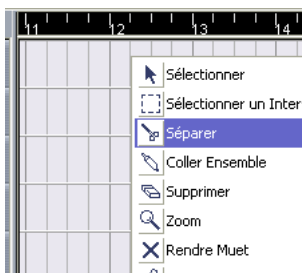 11 12 13 14
Sélectionner
Sélectionner un Inter
Séparer
Coller Ensemble
Supprimer
Zoom
Rendre Muet